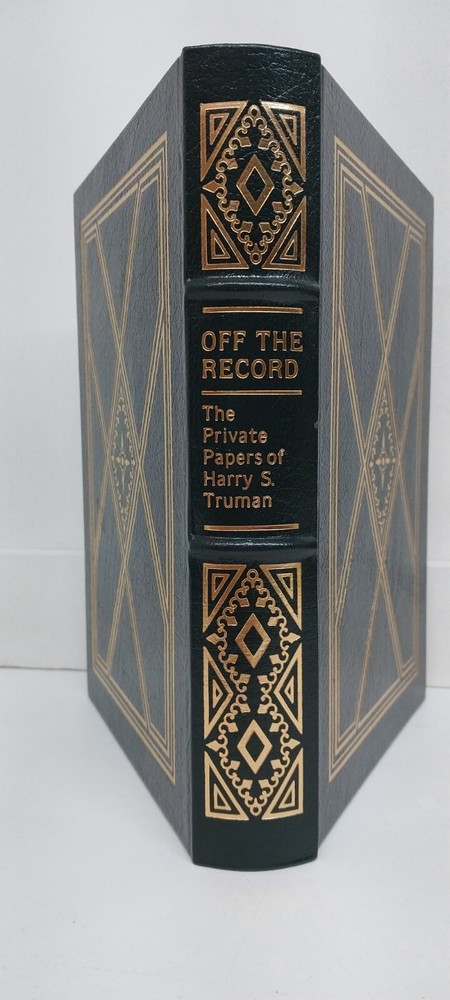 OFF THE
RECORD
The
Private
Papers of
Harry S.
Truman